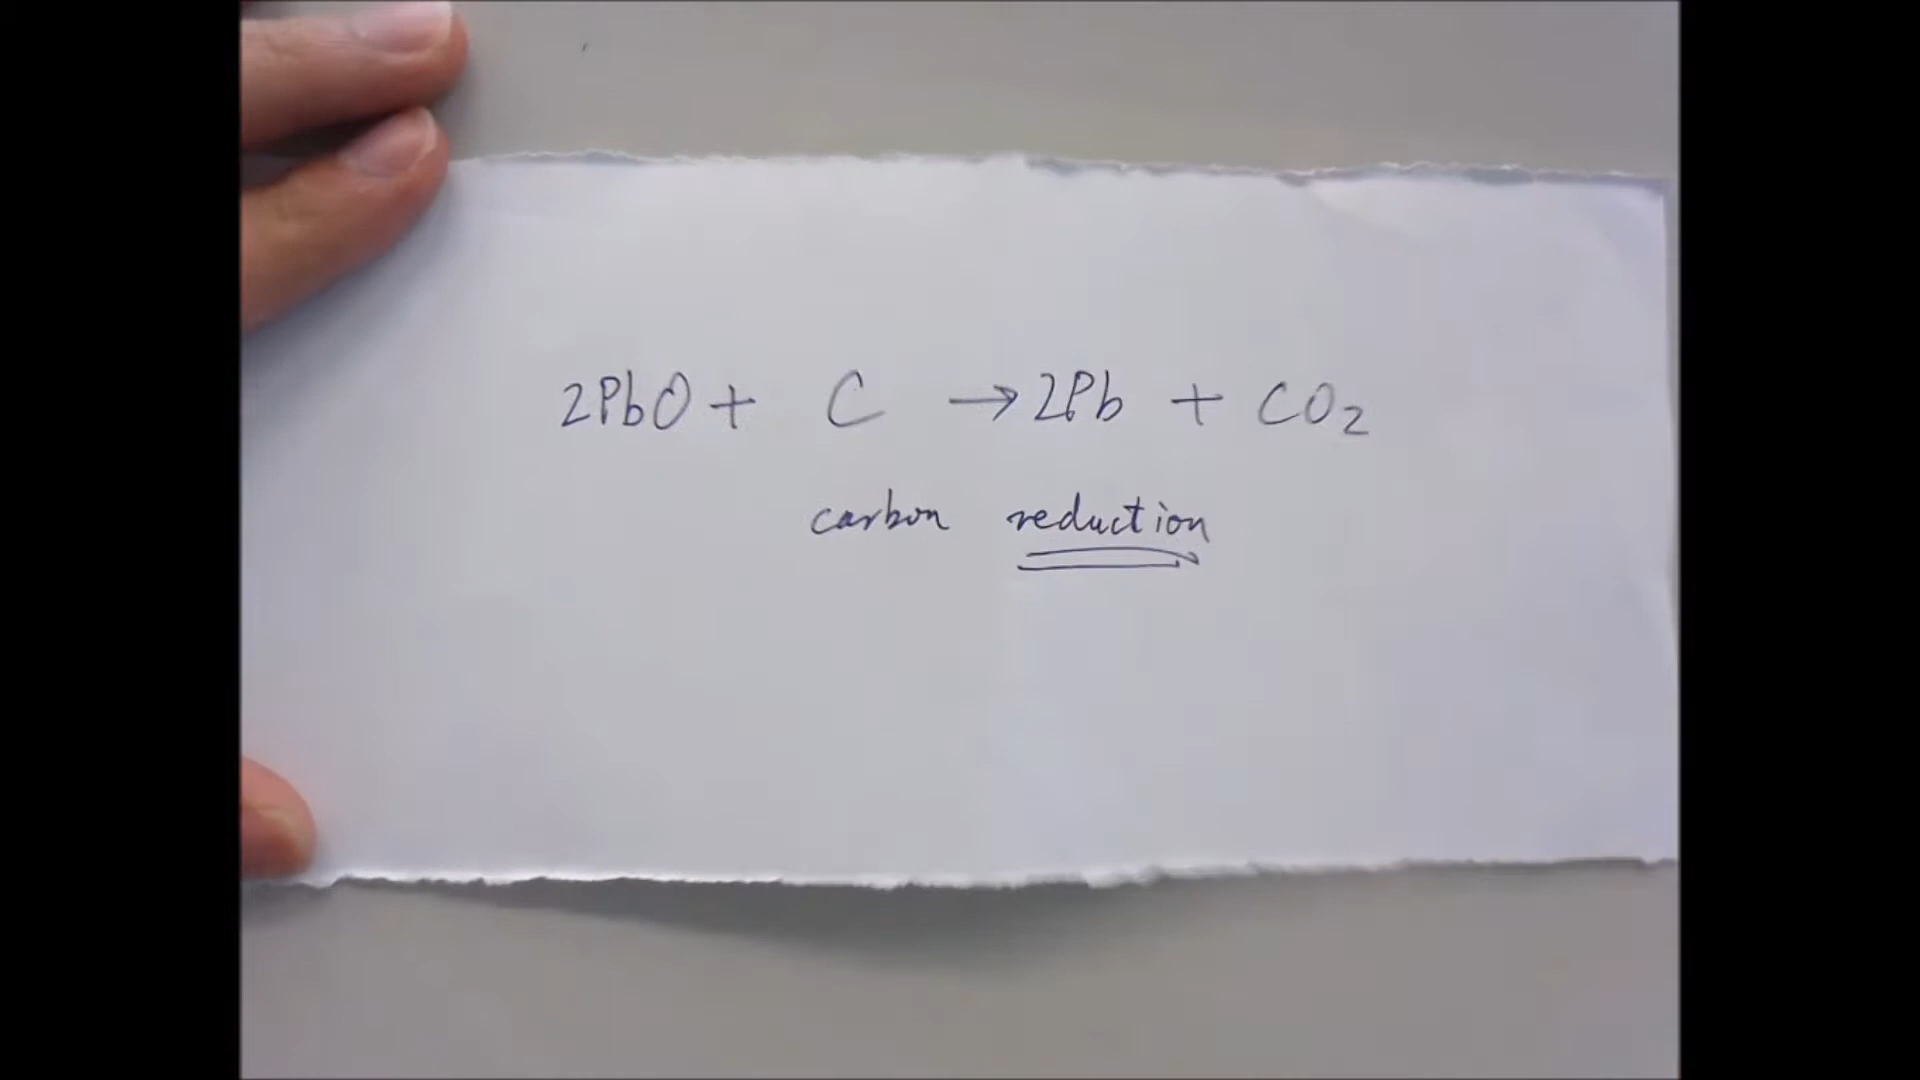 2PbO + C → 2Pb + CO₂
carbon reduction